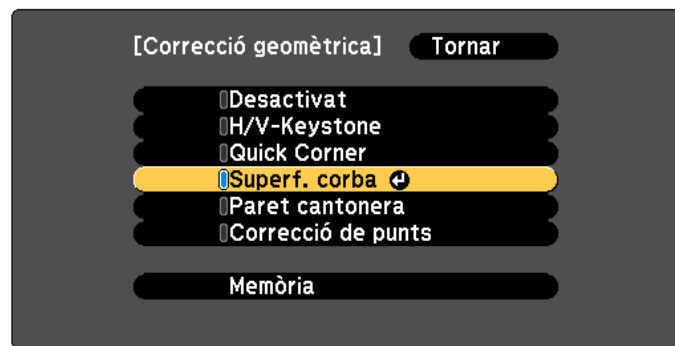 [Correcció geomètrica] Tornar
Desactivat
H/V-Keystone
Quick Corner
Superf. corba
Paret cantonera
Correcció de punts
Memòria